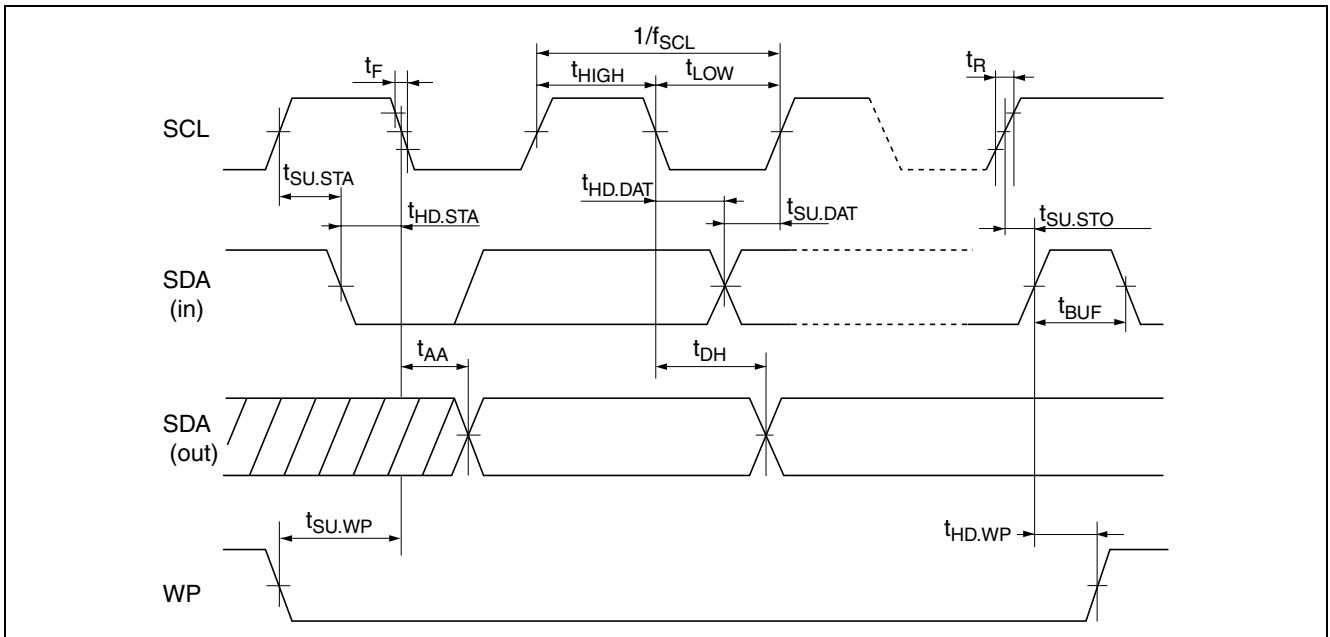 1/fSCL
tF
tHIGH
tLOW
tR
SCL
tSU.STA
tHD.DAT
tHD.STA
tSU.DAT
tSU.STO
SDA
(in)
tBUF
tAA
tDH
SDA
(out)
tSU.WP
tHD.WP
WP